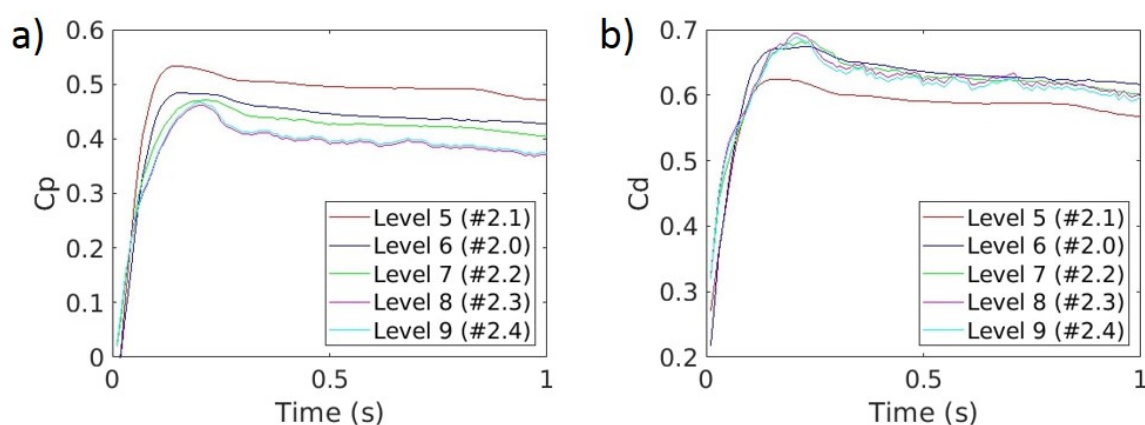 a)
Cp
0.6
0.5
0.4
0.3
0.2
0.1
0
Level 5 (#2.1)
Level 6 (#2.0)
Level 7 (#2.2)
Level 8 (#2.3)
Level 9 (#2.4)
0 0.5 1
Time (s)
b)
Cd
0.7
0.6
0.5
0.4
0.3
0.2
Level 5 (#2.1)
Level 6 (#2.0)
Level 7 (#2.2)
Level 8 (#2.3)
Level 9 (#2.4)
0 0.5 1
Time (s)